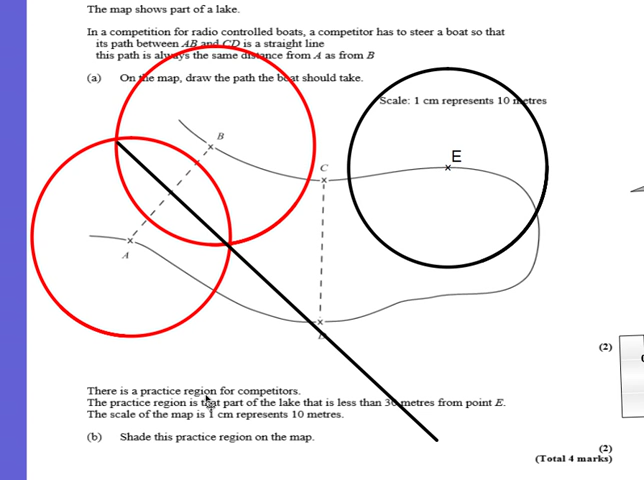 The map shows part of a lake.
In a competition for radio controlled boats, a competitor has to steer a boat so that
its path between AB and CD is a straight line
this path is always the same distance from A as from B
(a) On the map, draw the path the boat should take.
Scale: 1 cm represents 10 metres
B
E
C
A
(2)
There is a practice region for competitors.
The practice region is that part of the lake that is less than 30 metres from point E.
The scale of the map is 1 cm represents 10 metres.
(b) Shade this practice region on the map.
(2)
(Total 4 marks)